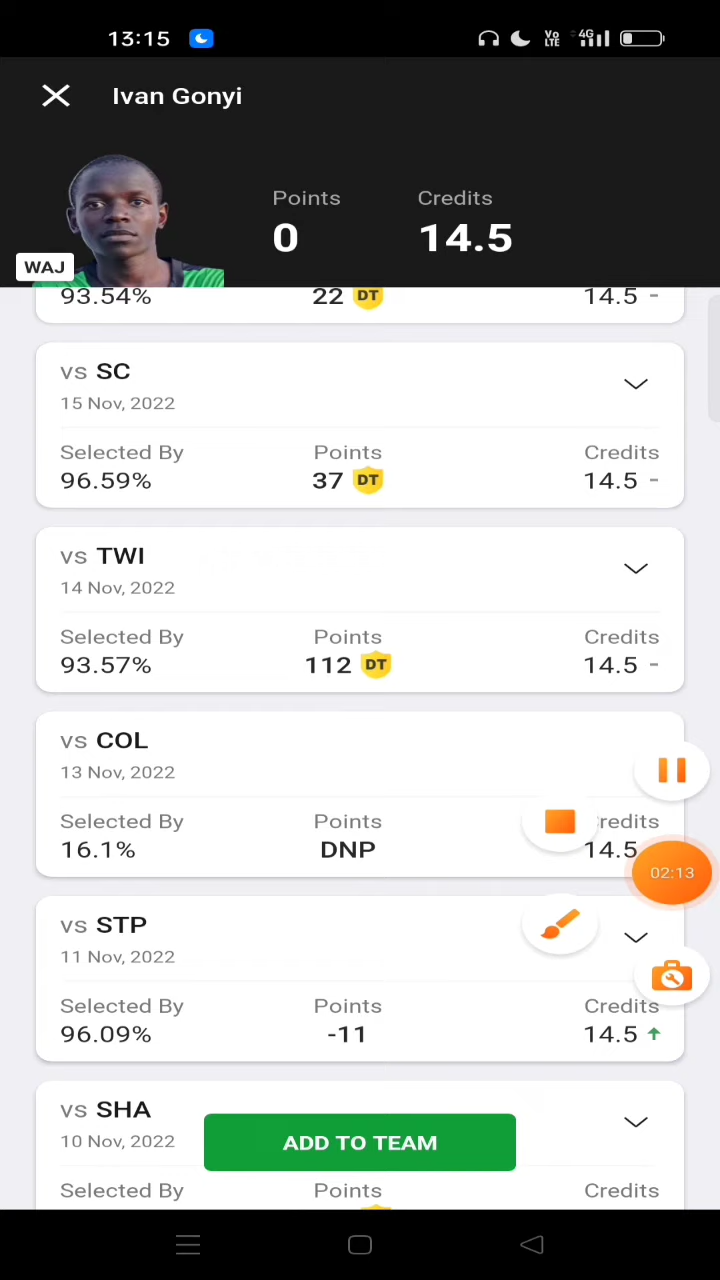 13:15
Vo LTE 4G
Ivan Gonyi
Points Credits
0 14.5
WAJ
93.54% 22 DT 14.5 -
vs SC
15 Nov, 2022
Selected By Points Credits
96.59% 37 DT 14.5 -
vs TWI
14 Nov, 2022
Selected By Points Credits
93.57% 112 DT 14.5 -
vs COL
13 Nov, 2022
Selected By Points redits
16.1% DNP 14.5
02:13
vs STP
11 Nov, 2022
Selected By Points Credits
96.09% -11 14.5
vs SHA
10 Nov, 2022
ADD TO TEAM
Selected By Points Credits